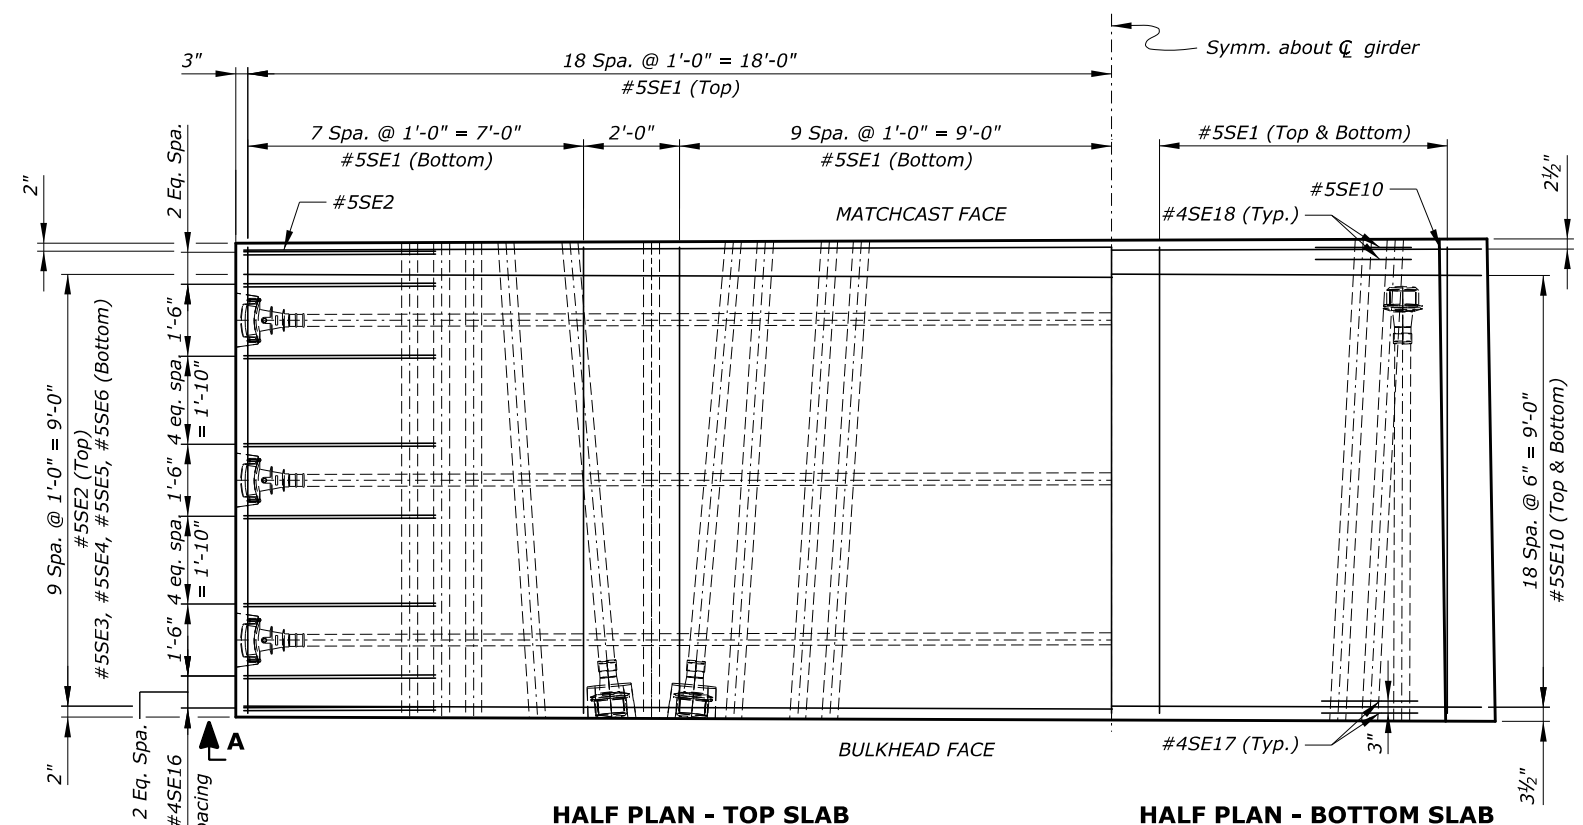 3"
18 Spa. @ 1'-0" = 18'-0"
#5SE1 (Top)
Symm. about ℄ girder
7 Spa. @ 1'-0" = 7'-0"
#5SE1 (Bottom)
2'-0"
9 Spa. @ 1'-0" = 9'-0"
#5SE1 (Bottom)
#5SE1 (Top & Bottom)
2 Eq. Spa.
2"
#5SE2
MATCHCAST FACE
#5SE10
#4SE18 (Typ.)
2½"
9 Spa. @ 1'-0" = 9'-0"
#5SE2 (Top)
#5SE3, #5SE4, #5SE5, #5SE6 (Bottom)
1'-6"
4 eq. spa.
= 1'-10"
1'-6"
4 eq. spa.
= 1'-10"
1'-6"
18 Spa. @ 6" = 9'-0"
#5SE10 (Top & Bottom)
A
2"
2 Eq. Spa.
#4SE16
BULKHEAD FACE
#4SE17 (Typ.)
3"
3½"
HALF PLAN - TOP SLAB
HALF PLAN - BOTTOM SLAB